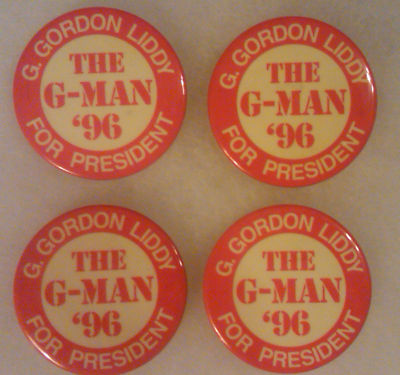 G. GORDON LIDDY
THE
G-MAN
'96
FOR PRESIDENT
G. GORDON LIDDY
THE
G-MAN
'96
FOR PRESIDENT
G. GORDON LIDDY
THE
G-MAN
'96
FOR PRESIDENT
G. GORDON LIDDY
THE
G-MAN
'96
FOR PRESIDENT